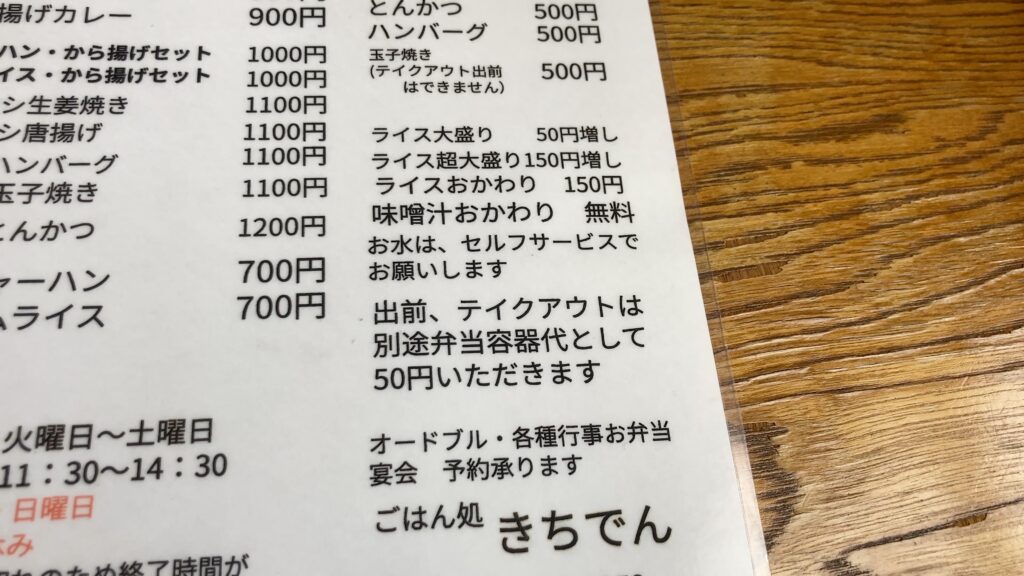 揚げカレー 900円
ハン・から揚げセット 1000円
イス・から揚げセット 1000円
シ生姜焼き 1100円
シ唐揚げ 1100円
ハンバーグ 1100円
玉子焼き 1100円
とんかつ 1200円
ャーハン 700円
ムライス 700円
火曜日～土曜日
11：30～14：30
日曜日
とんかつ 500円
ハンバーグ 500円
玉子焼き
(テイクアウト出前 500円
はできません)
ライス大盛り 50円増し
ライス超大盛り150円増し
ライスおかわり 150円
味噌汁おかわり 無料
お水は、セルフサービスで
お願いします
出前、テイクアウトは
別途弁当容器代として
50円いただきます
オードブル・各種行事お弁当
宴会 予約承ります
ごはん処 きちでん
のため終了時間が